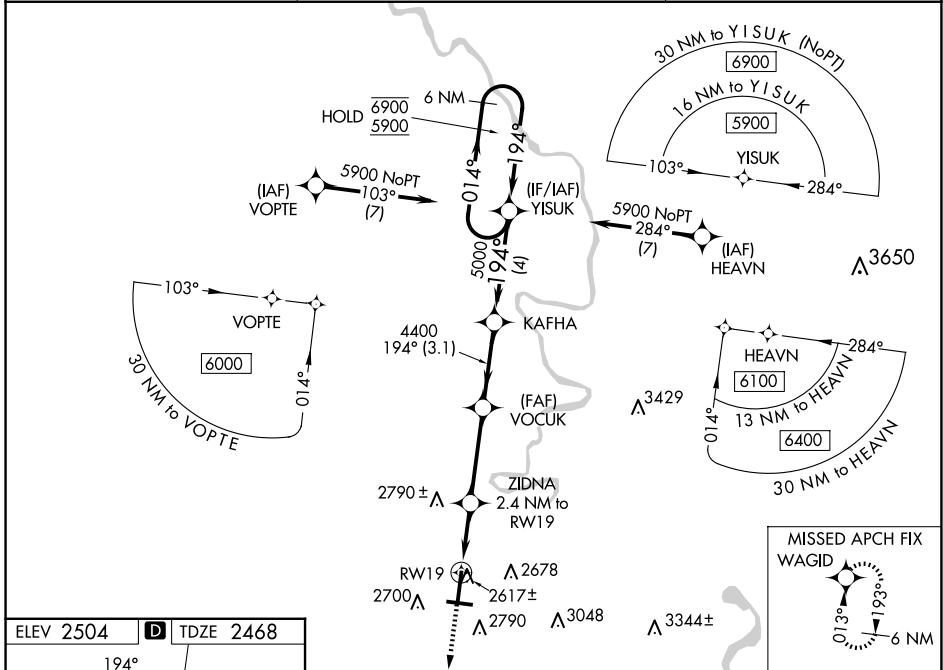 30 NM to YISUK (NoPT)
6900
16 NM to YISUK
5900
YISUK
103°
284°
HOLD 6900
5900
6 NM
194°
014°
(IAF)
VOPTE
5900 NoPT
103°
(7)
(IF/IAF)
YISUK
5900 NoPT
284°
(7)
(IAF)
HEAVN
3650
5000
194°
(4)
103°
VOPTE
6000
014°
30 NM to VOPTE
KAFHA
4400
194° (3.1)
HEAVN
284°
6100
014°
13 NM to HEAVN
6400
30 NM to HEAVN
(FAF)
VOCUK
3429
2790 ±
ZIDNA
2.4 NM to
RW19
RW19
2678
2617±
2700
2790
3048
3344±
MISSED APCH FIX
WAGID
013°
193°
6 NM
ELEV 2504 D TDZE 2468
194°